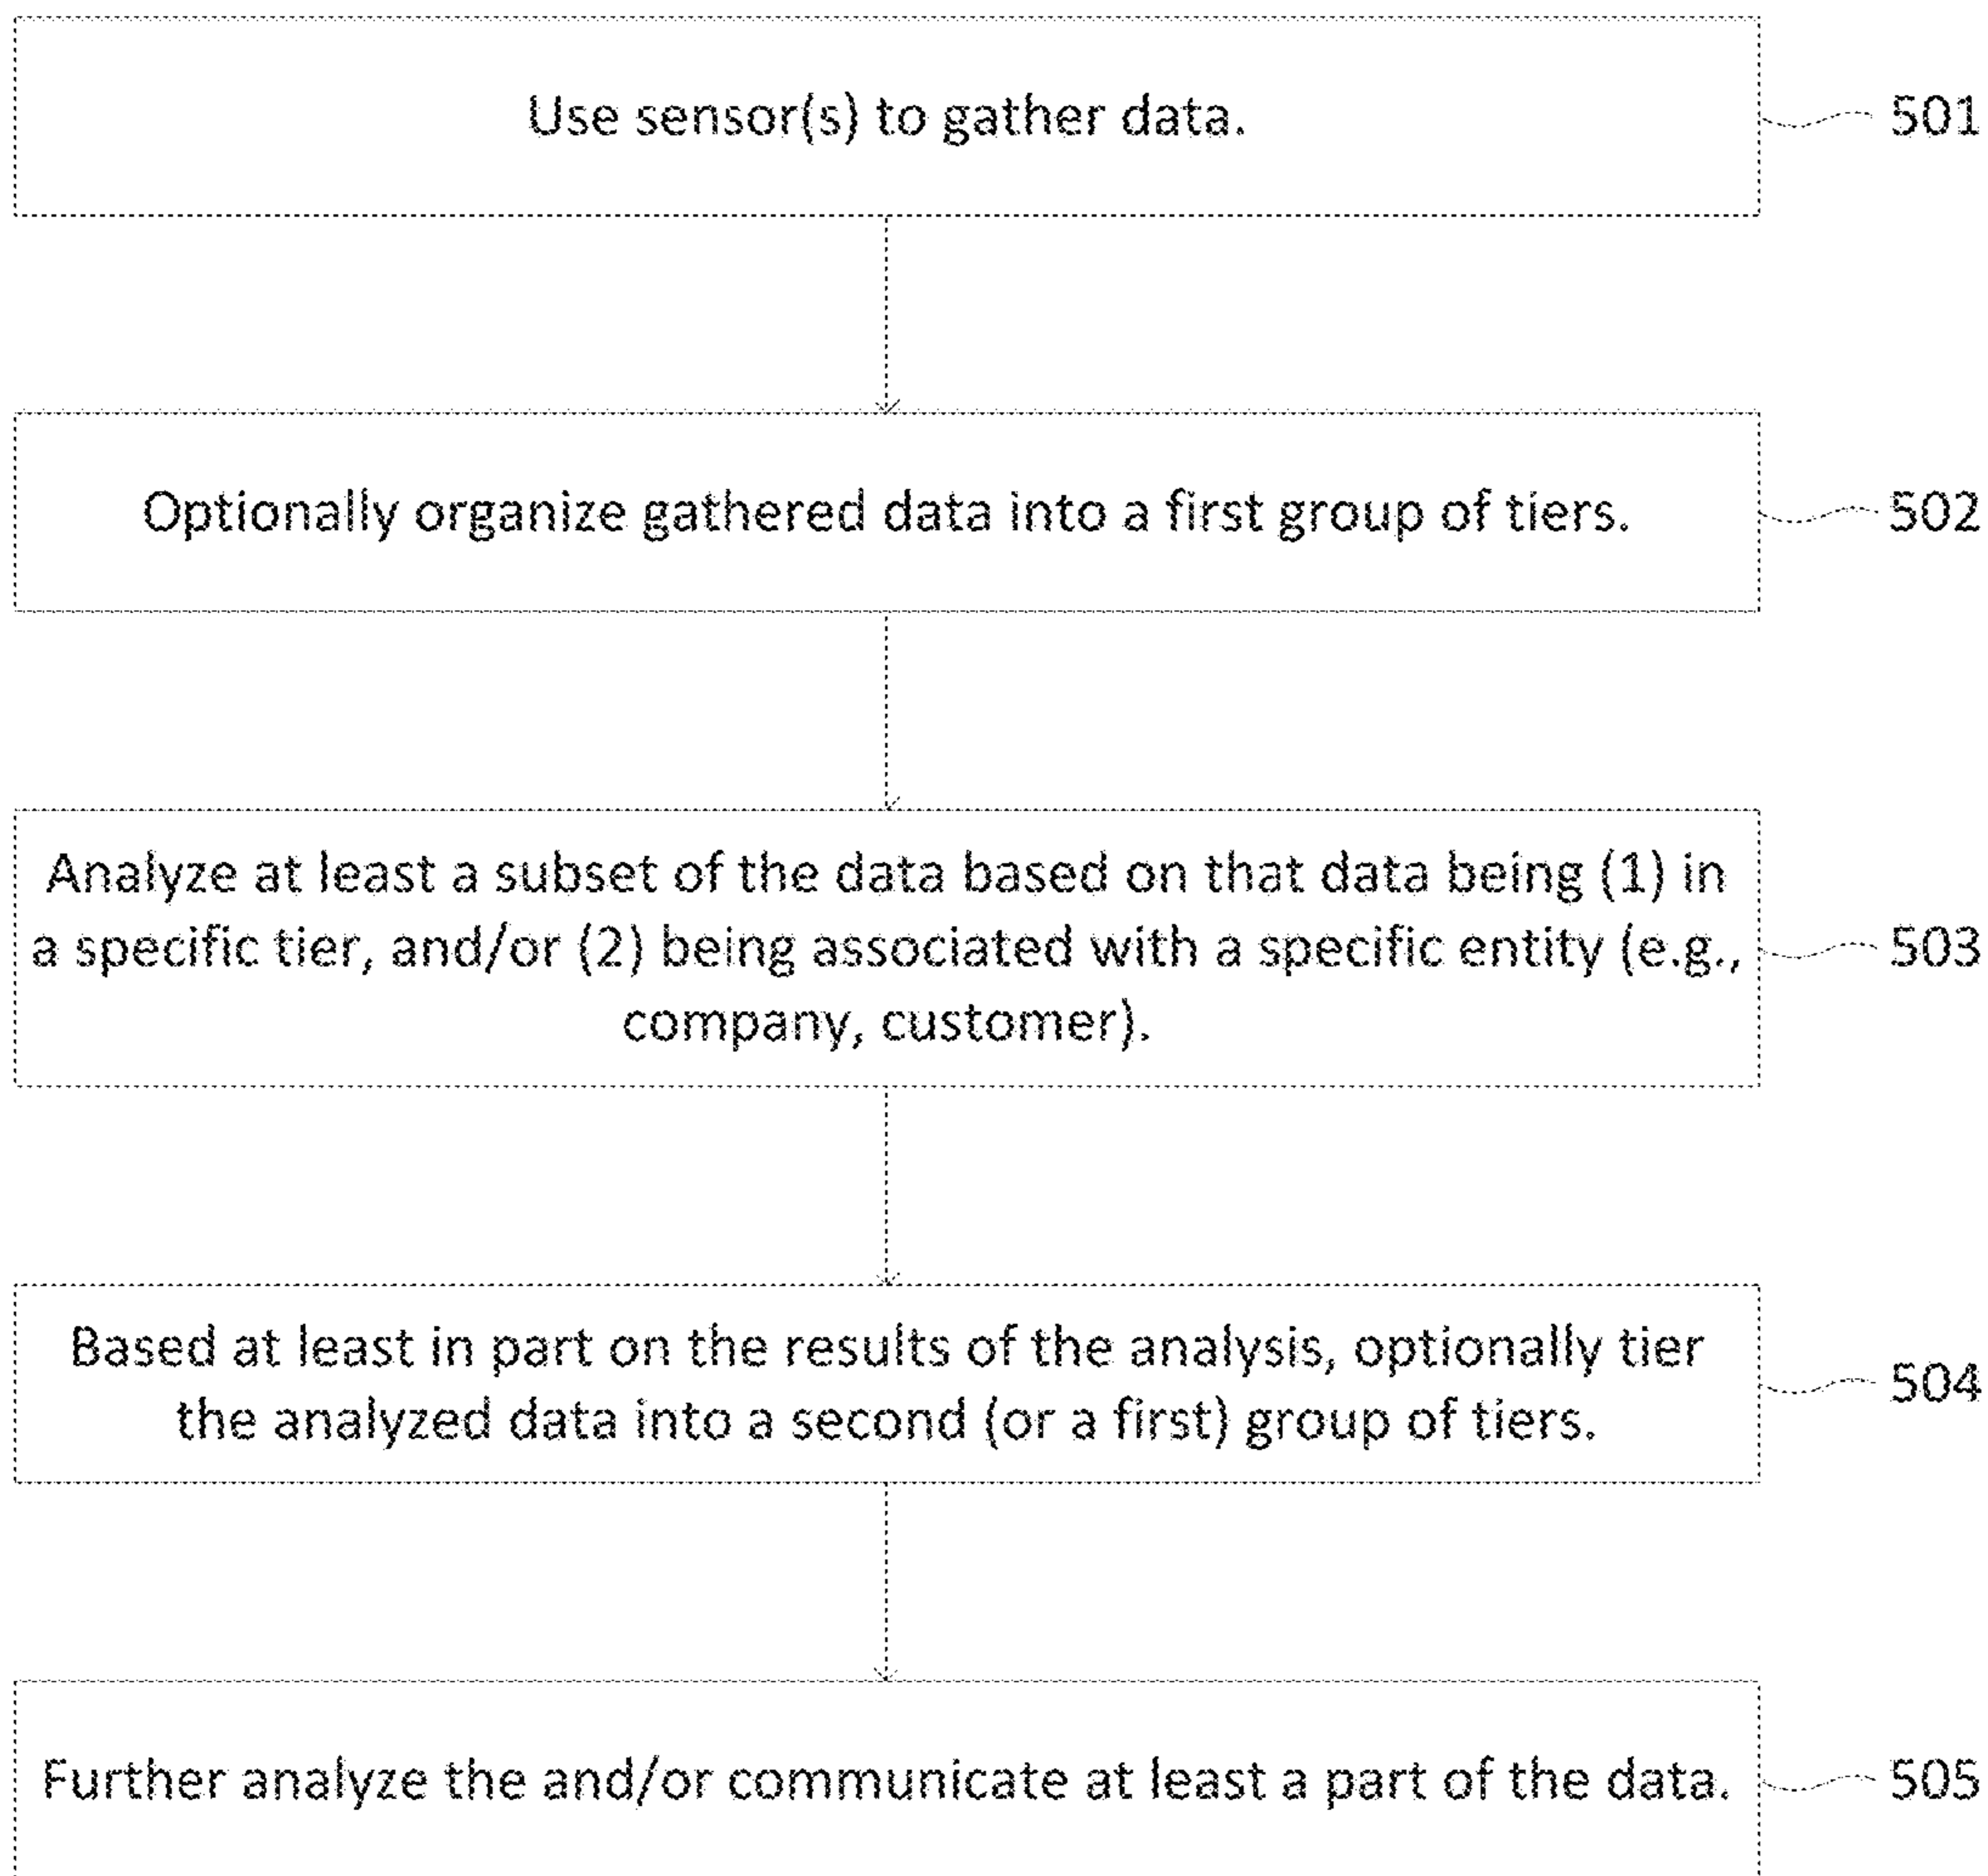 Use sensor(s) to gather data.
501
Optionally organize gathered data into a first group of tiers.
502
Analyze at least a subset of the data based on that data being (1) in
a specific tier, and/or (2) being associated with a specific entity (e.g.,
company, customer).
503
Based at least in part on the results of the analysis, optionally tier
the analyzed data into a second (or a first) group of tiers.
504
Further analyze the and/or communicate at least a part of the data.
505